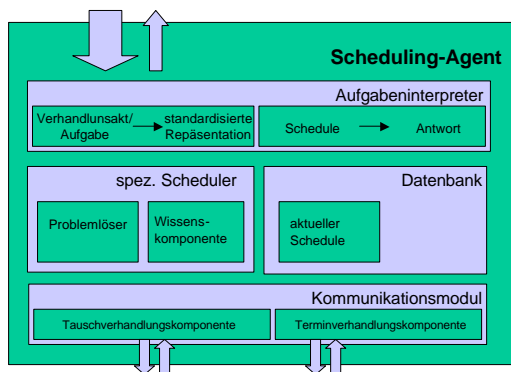 Scheduling-Agent
Aufgabeninterpreter
Verhandlunsakt/
Aufgabe
standardisierte
Repäsentation
Schedule
Antwort
spez. Scheduler
Problemlöser
Wissens-
komponente
Datenbank
aktueller
Schedule
Kommunikationsmodul
Tauschverhandlungskomponente
Terminverhandlungskomponente